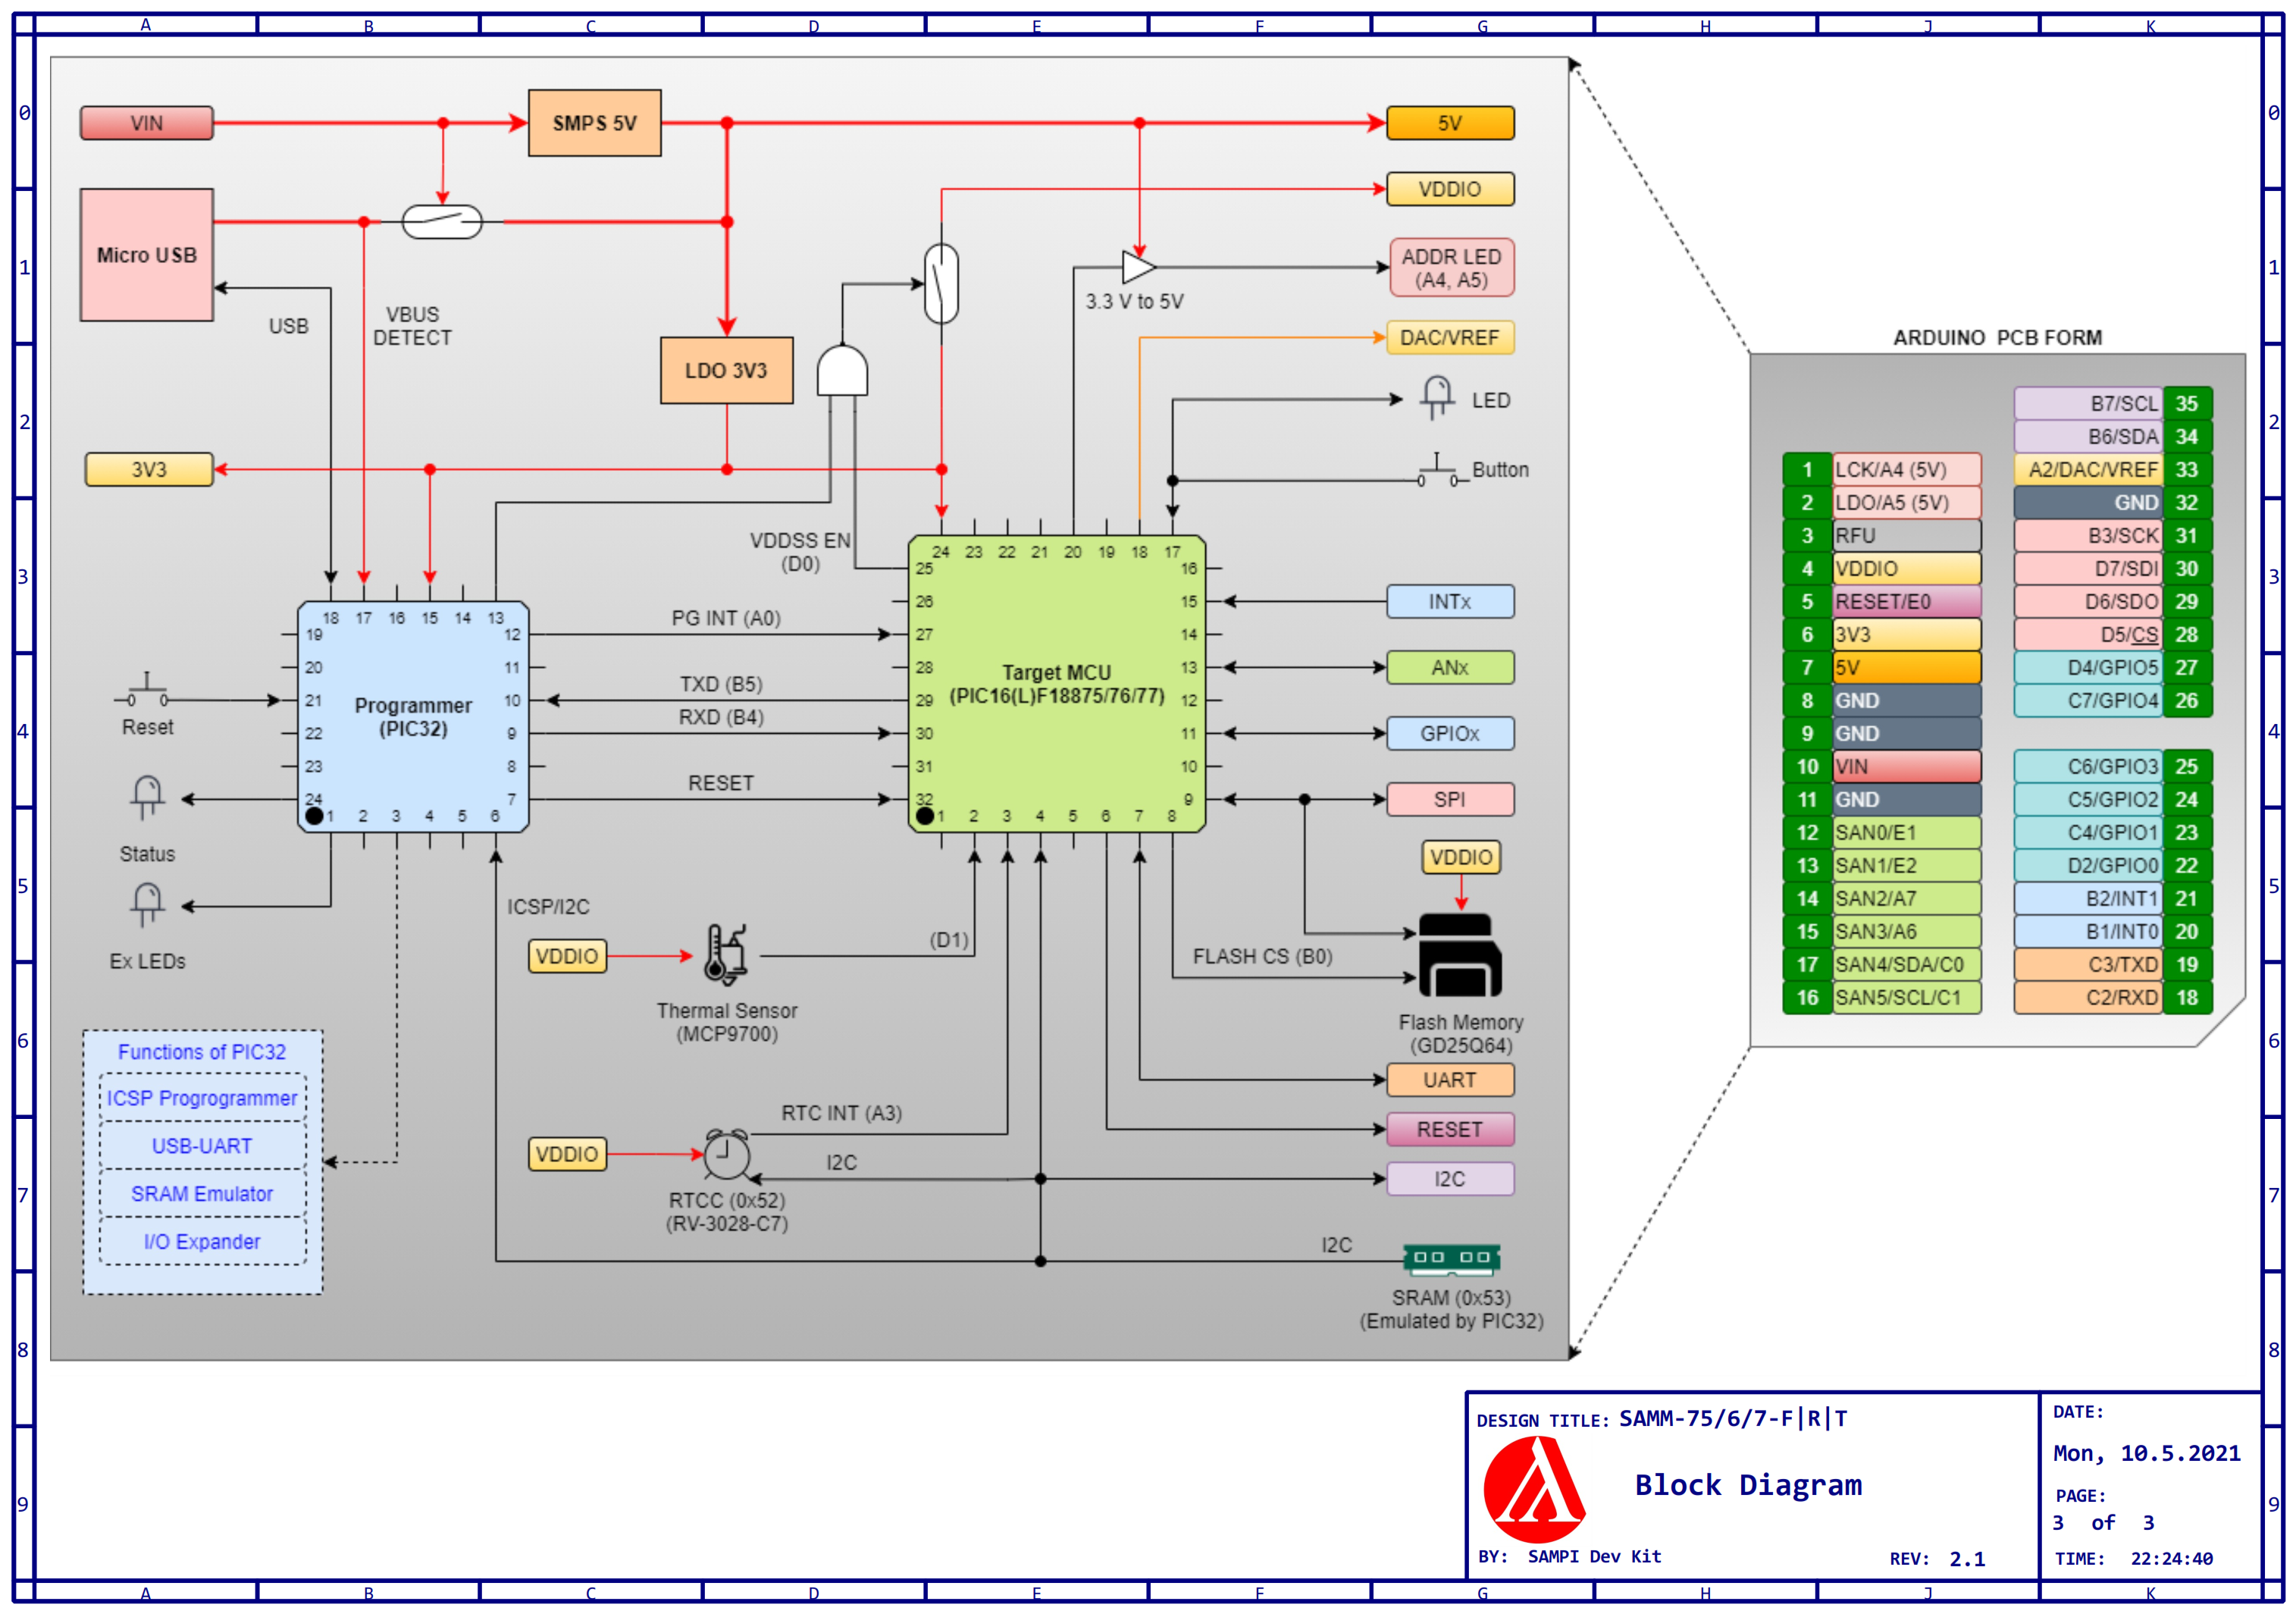 A B C D E F G H J K
0 0
1 1
2 2
3 3
4 4
5 5
6 6
7 7
8 8
9 9
VIN
SMPS 5V
5V
VDDIO
Micro USB
ADDR LED
(A4, A5)
3.3 V to 5V
USB
VBUS
DETECT
DAC/VREF
LDO 3V3
LED
3V3
Button
VDDSS EN
(D0)
24 23 22 21 20 19 18 17
25 16
26 15
27 14
28 13
29 12
30 11
31 10
32 9
1 2 3 4 5 6 7 8
Target MCU
(PIC16(L)F18875/76/77)
18 17 16 15 14 13
19 12
20 11
21 10
22 9
23 8
24 7
1 2 3 4 5 6
Programmer
(PIC32)
PG INT (A0)
TXD (B5)
RXD (B4)
RESET
INTx
ANx
GPIOx
SPI
Reset
Status
Ex LEDs
VDDIO
ICSP/I2C
VDDIO
(D1)
FLASH CS (B0)
Thermal Sensor
(MCP9700)
Flash Memory
(GD25Q64)
UART
RTC INT (A3)
RESET
VDDIO
I2C
I2C
RTCC (0x52)
(RV-3028-C7)
I2C
SRAM (0x53)
(Emulated by PIC32)
Functions of PIC32
ICSP Progrogrammer
USB-UART
SRAM Emulator
I/O Expander
ARDUINO PCB FORM
B7/SCL 35
B6/SDA 34
1 LCK/A4 (5V) A2/DAC/VREF 33
2 LDO/A5 (5V) GND 32
3 RFU B3/SCK 31
4 VDDIO D7/SDI 30
5 RESET/E0 D6/SDO 29
6 3V3 D5/CS 28
7 5V D4/GPIO5 27
8 GND C7/GPIO4 26
9 GND
10 VIN C6/GPIO3 25
11 GND C5/GPIO2 24
12 SAN0/E1 C4/GPIO1 23
13 SAN1/E2 D2/GPIO0 22
14 SAN2/A7 B2/INT1 21
15 SAN3/A6 B1/INT0 20
17 SAN4/SDA/C0 C3/TXD 19
16 SAN5/SCL/C1 C2/RXD 18
DESIGN TITLE: SAMM-75/6/7-F|R|T
Block Diagram
BY: SAMPI Dev Kit
REV: 2.1
DATE:
Mon, 10.5.2021
PAGE:
3 of 3
TIME: 22:24:40
A B C D E F G H J K